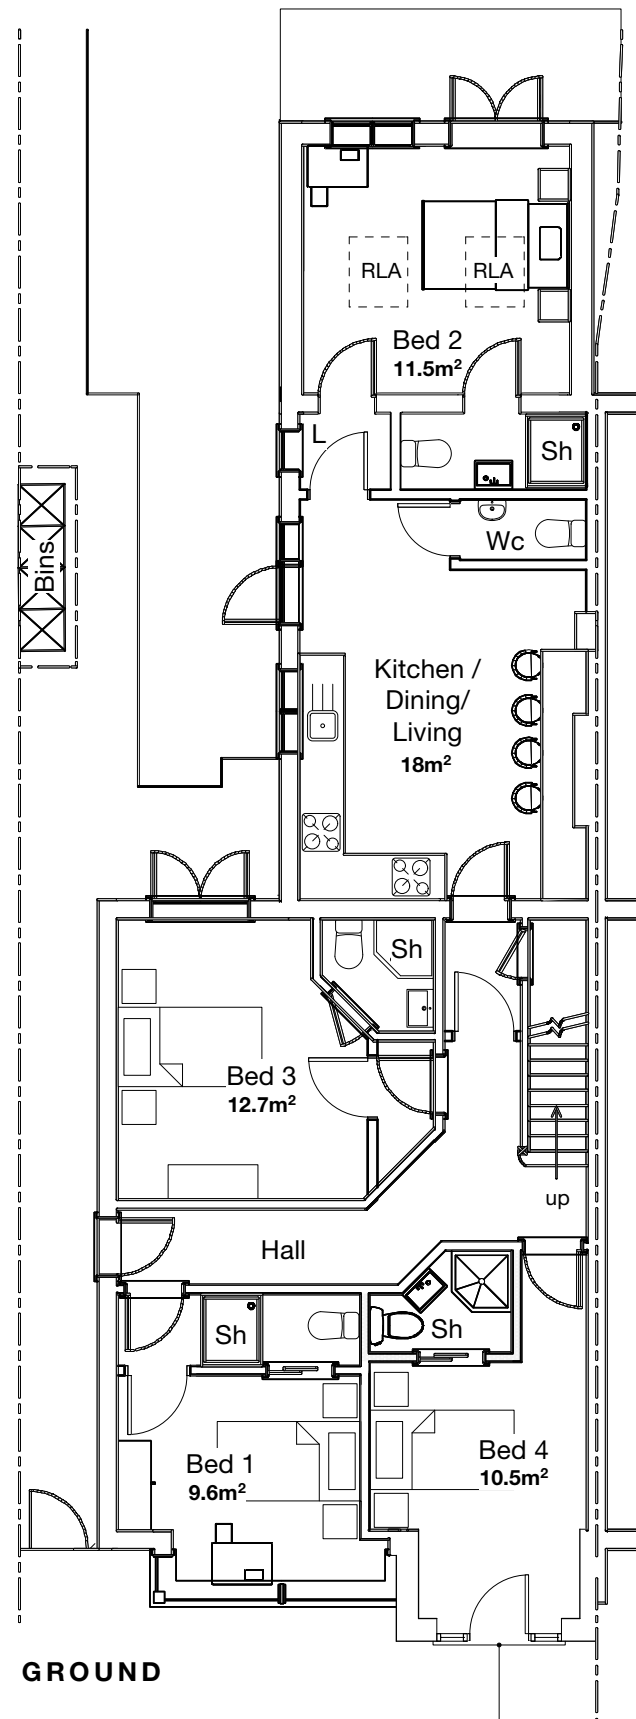 RLA RLA
Bed 2
11.5m²
L
Sh
Wc
Bins
Kitchen /
Dining/
Living
18m²
Sh
Bed 3
12.7m²
up
Hall
Sh
Sh
Bed 1
9.6m²
Bed 4
10.5m²
GROUND